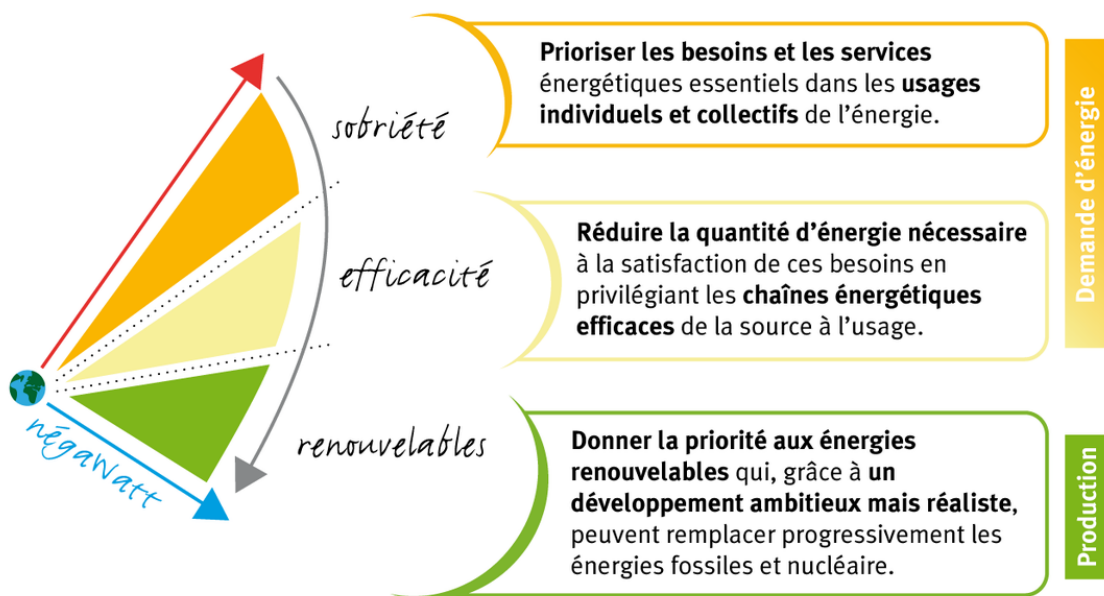 sobriété
Prioriser les besoins et les services
énergétiques essentiels dans les usages
individuels et collectifs de l’énergie.
efficacité
Réduire la quantité d’énergie nécessaire
à la satisfaction de ces besoins en
privilégiant les chaînes énergétiques
efficaces de la source à l’usage.
Demande d’énergie
négaWatt
renouvelables
Donner la priorité aux énergies
renouvelables qui, grâce à un
développement ambitieux mais réaliste,
peuvent remplacer progressivement les
énergies fossiles et nucléaire.
Production